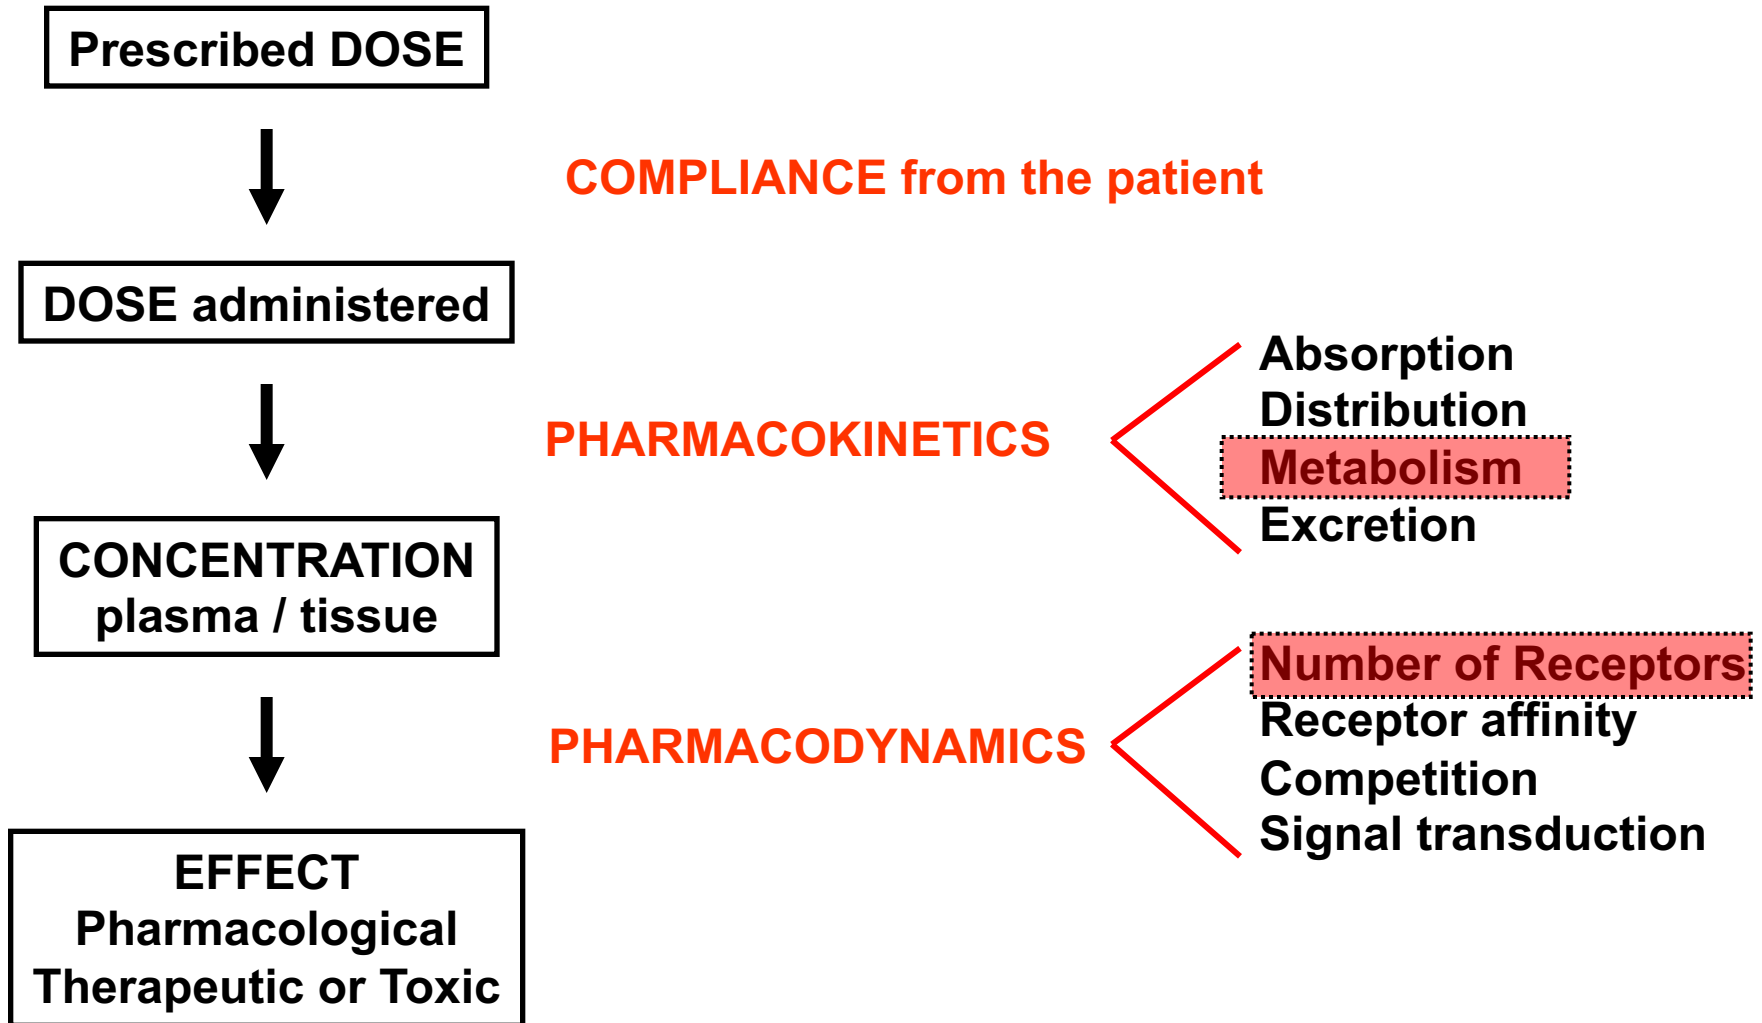 Prescribed DOSE
COMPLIANCE from the patient
DOSE administered
PHARMACOKINETICS
Absorption
Distribution
Metabolism
Excretion
CONCENTRATION
plasma / tissue
PHARMACODYNAMICS
Number of Receptors
Receptor affinity
Competition
Signal transduction
EFFECT
Pharmacological
Therapeutic or Toxic